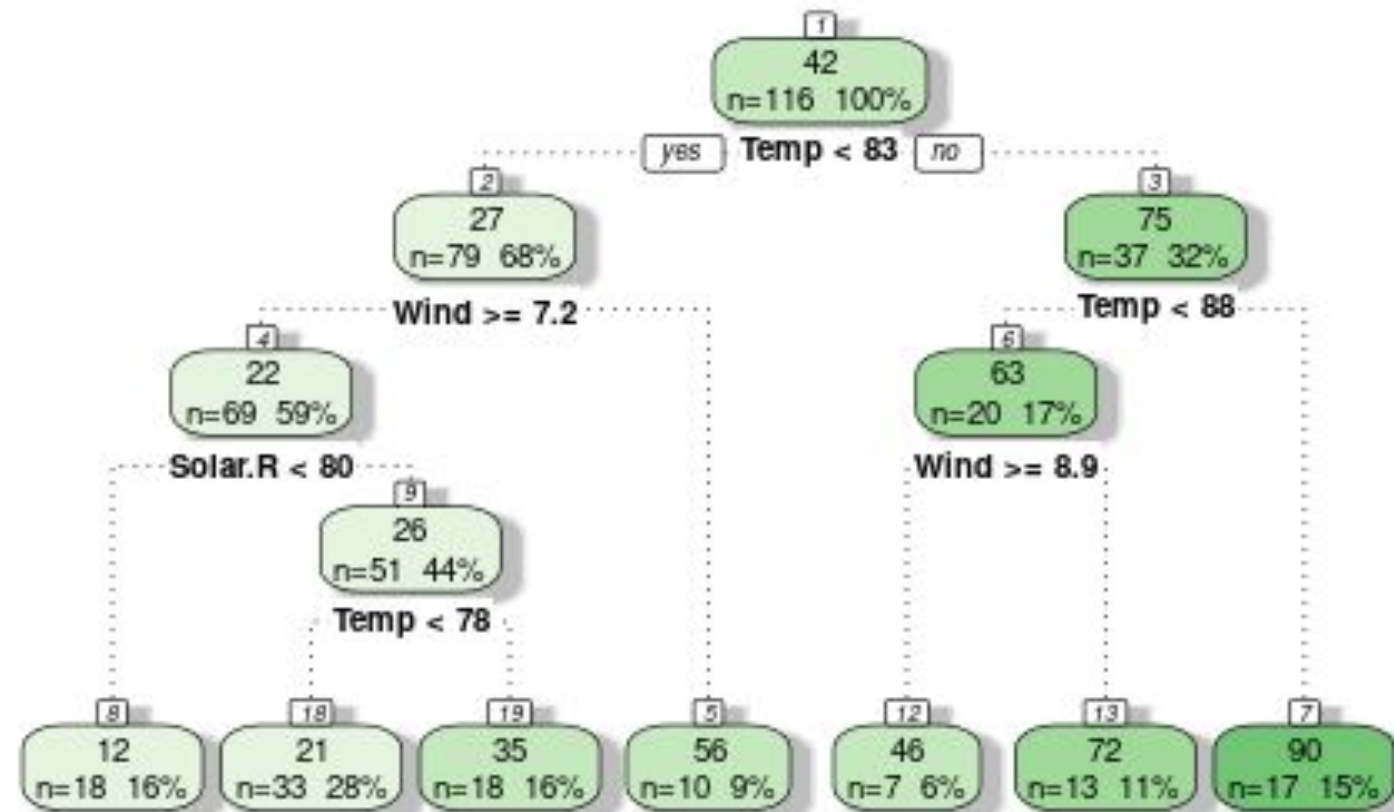 1
42
n=116 100%
yes Temp < 83 no
2
27
n=79 68%
3
75
n=37 32%
Wind >= 7.2
Temp < 88
4
22
n=69 59%
6
63
n=20 17%
Solar.R < 80
Wind >= 8.9
9
26
n=51 44%
Temp < 78
8
12
n=18 16%
18
21
n=33 28%
19
35
n=18 16%
5
56
n=10 9%
12
46
n=7 6%
13
72
n=13 11%
7
90
n=17 15%